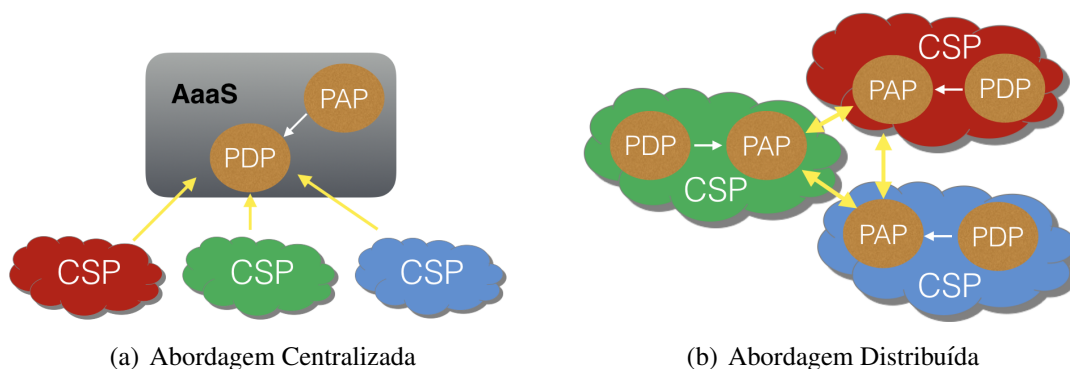 AaaS
PAP
PDP
CSP
CSP
CSP
(a) Abordagem Centralizada
CSP
PAP
PDP
PDP
PAP
CSP
PAP
PDP
CSP
(b) Abordagem Distribuída